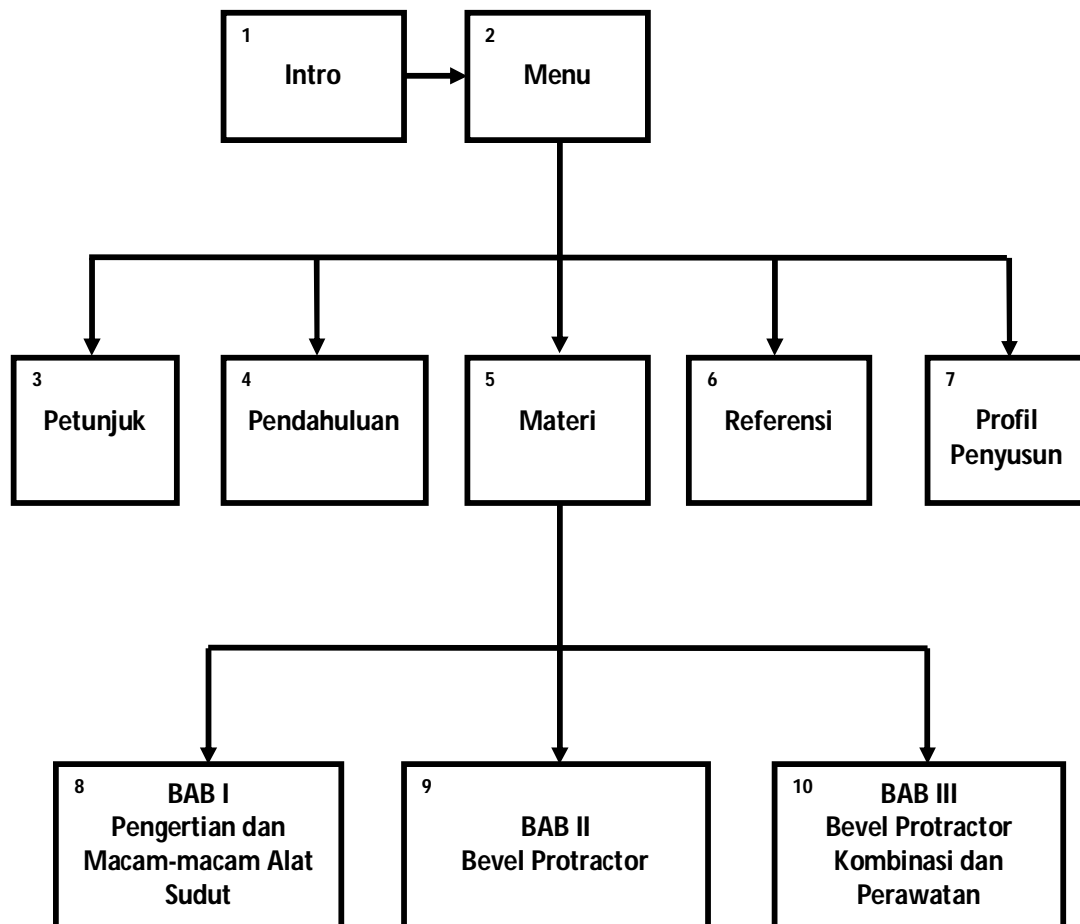 1
Intro
2
Menu
3
Petunjuk
4
Pendahuluan
5
Materi
6
Referensi
7
Profil
Penyusun
8
BAB I
Pengertian dan
Macam-macam Alat
Sudut
9
BAB II
Bevel Protractor
10
BAB III
Bevel Protractor
Kombinasi dan
Perawatan